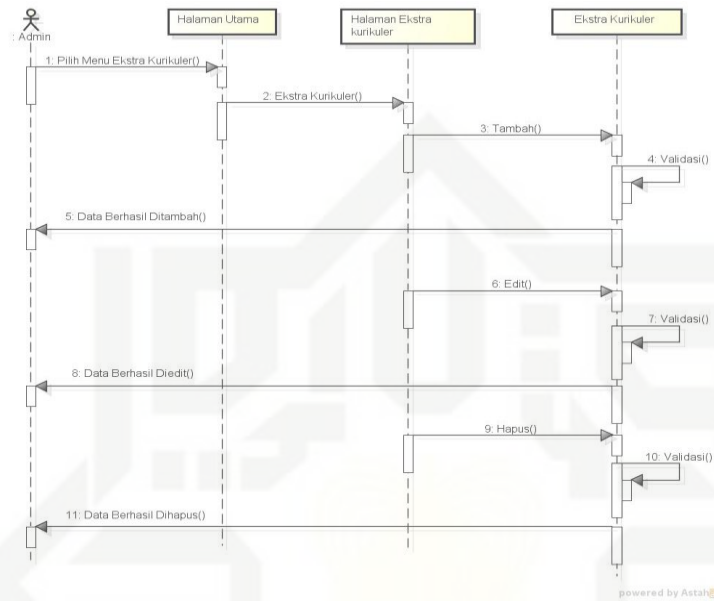 Halaman Utama
Halaman Ekstra
kurikuler
Ekstra Kurikuler
: Admin
1: Pilih Menu Ekstra Kurikuler()
2: Ekstra Kurikuler()
3: Tambah()
4: Validasi()
5: Data Berhasil Ditambah()
6: Edit()
7: Validasi()
8: Data Berhasil Diedit()
9: Hapus()
10: Validasi()
11: Data Berhasil Dihapus()
powered by Astah